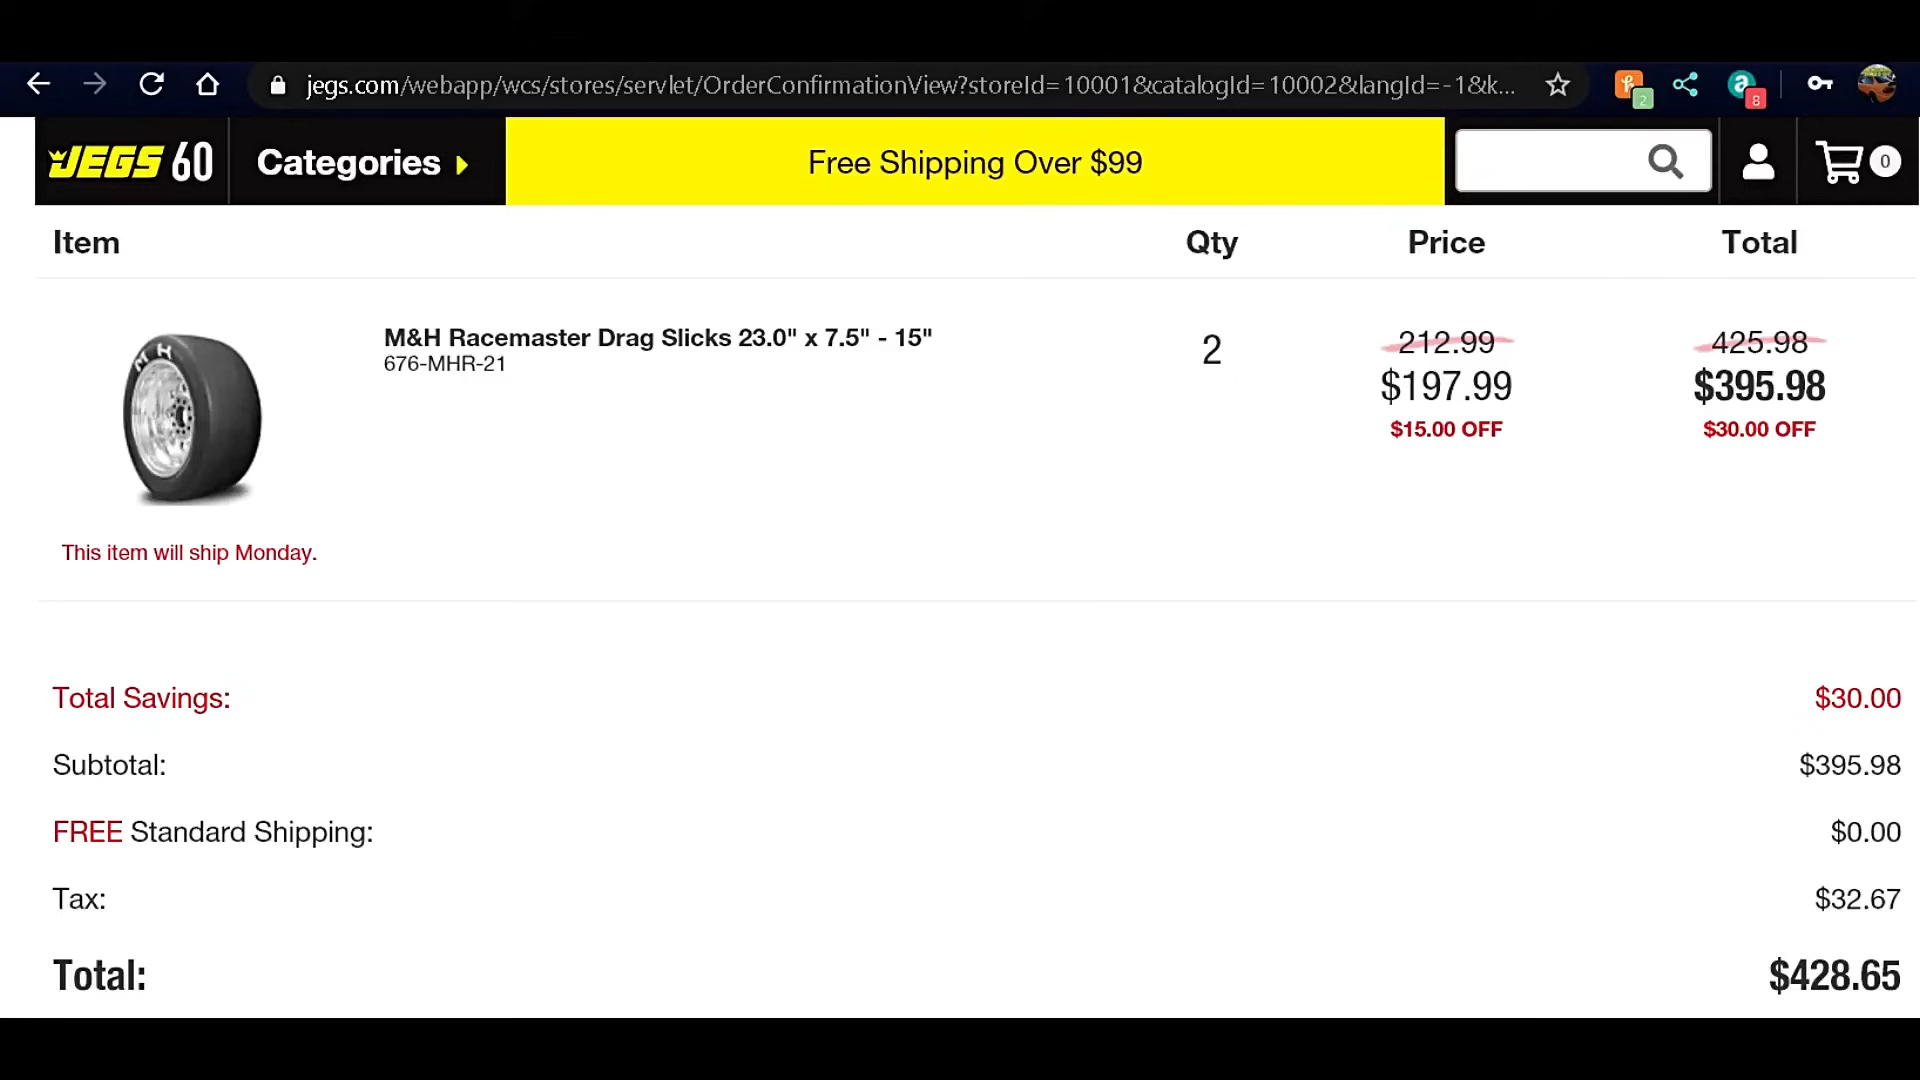 jegs.com/webapp/wcs/stores/servlet/OrderConfirmationView?storeId=10001&catalogId=10002&langId=-1&k...
2
a
8
JEGS 60
Categories
Free Shipping Over $99
0
Item Qty Price Total
M&H Racemaster Drag Slicks 23.0" x 7.5" - 15"
676-MHR-21
2
212.99
$197.99
$15.00 OFF
425.98
$395.98
$30.00 OFF
M H
This item will ship Monday.
Total Savings: $30.00
Subtotal: $395.98
FREE Standard Shipping: $0.00
Tax: $32.67
Total: $428.65